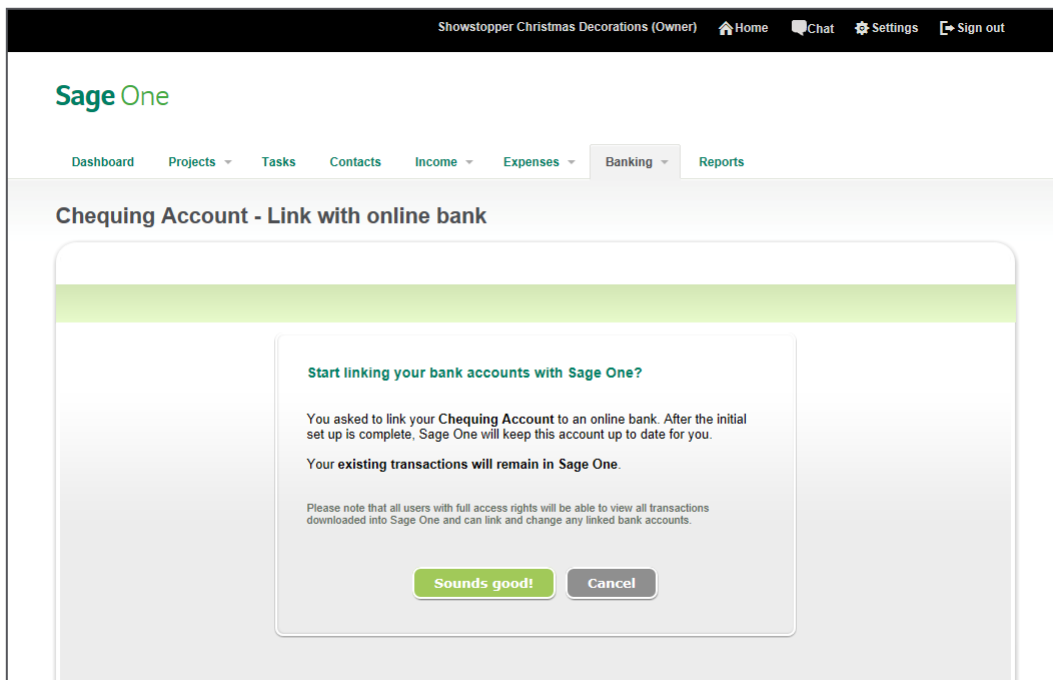 Showstopper Christmas Decorations (Owner) Home Chat Settings Sign out
Sage One
Dashboard Projects Tasks Contacts Income Expenses Banking Reports
Chequing Account - Link with online bank
Start linking your bank accounts with Sage One?
You asked to link your Chequing Account to an online bank. After the initial
set up is complete, Sage One will keep this account up to date for you.
Your existing transactions will remain in Sage One.
Please note that all users with full access rights will be able to view all transactions
downloaded into Sage One and can link and change any linked bank accounts.
Sounds good! Cancel